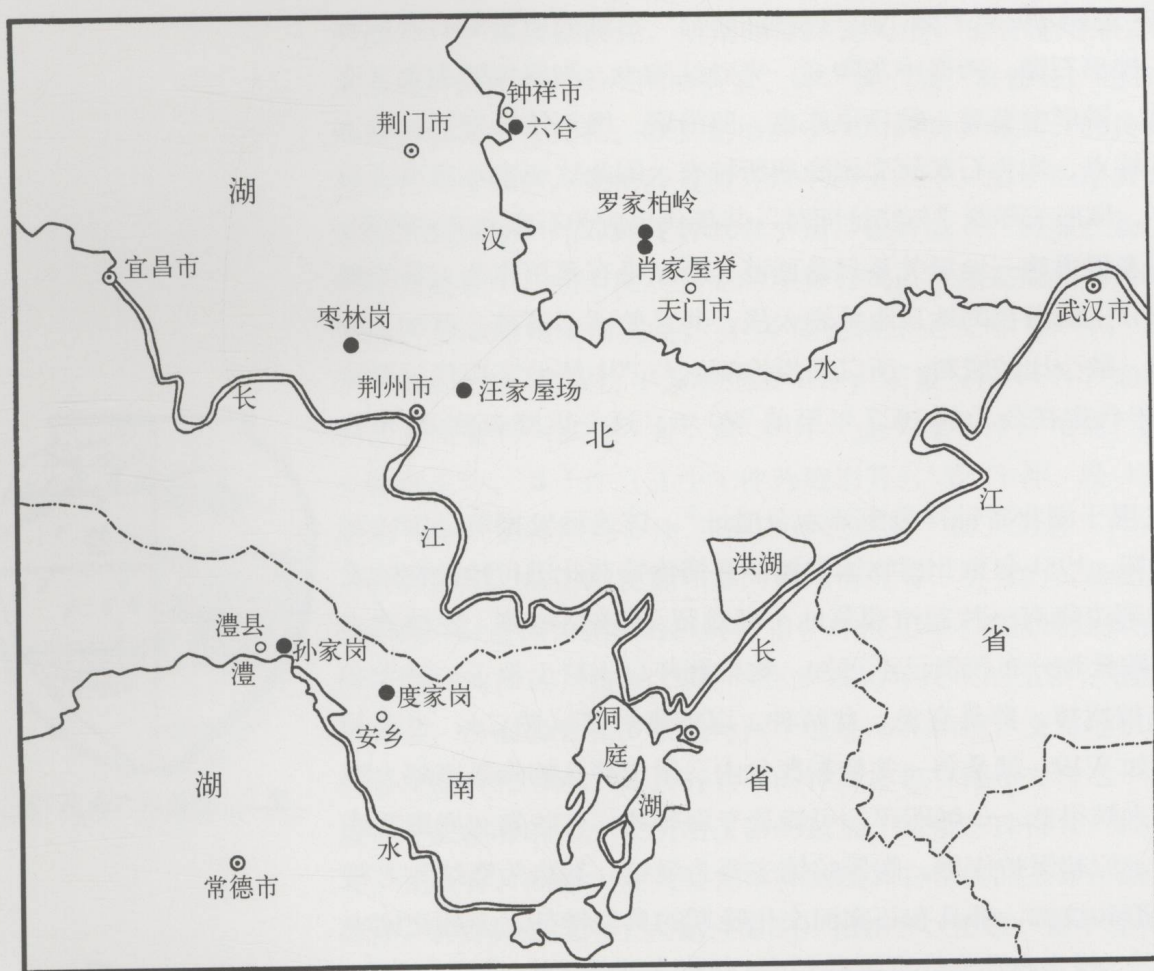 钟祥市
六合
荆门市
湖
罗家柏岭
汉
肖家屋脊
宜昌市
天门市
武汉市
枣林岗
水
长
荆州市
汪家屋场
北
江
江
洪湖
澧县
孙家岗
省
长
澧
度家岗
洞
安乡
庭
湖
南
湖
省
水
常德市